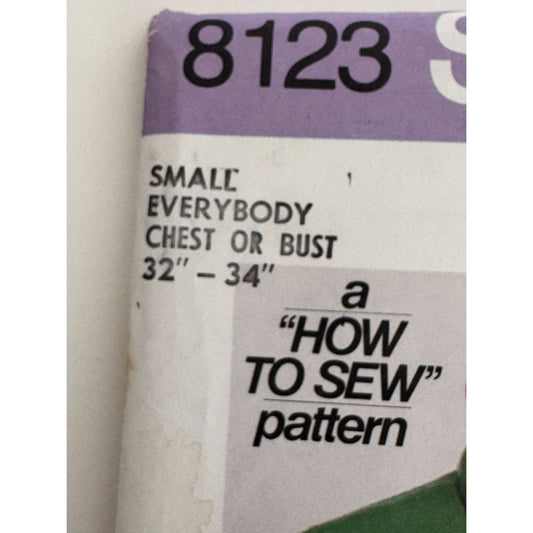 8123 S
SMALL
EVERYBODY
CHEST OR BUST
32" – 34"
a
"HOW
TO SEW"
pattern